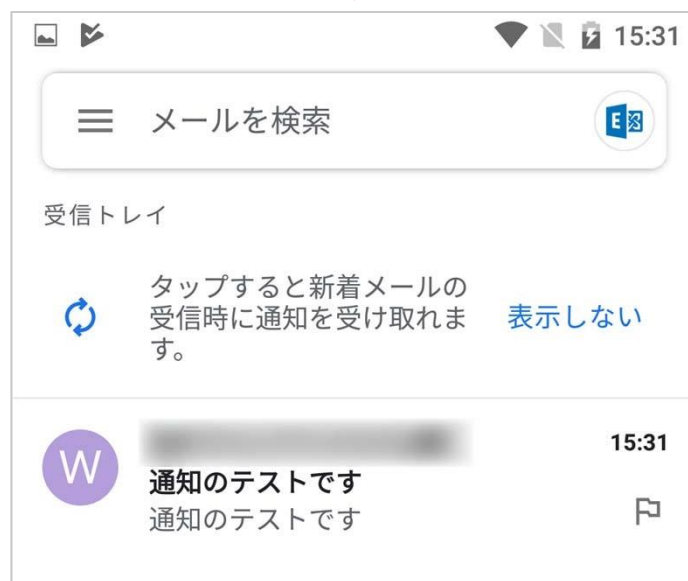 15:31
メールを検索
E
受信トレイ
タップすると新着メールの
受信時に通知を受け取れま
す。
表示しない
W
15:31
通知のテストです
通知のテストです